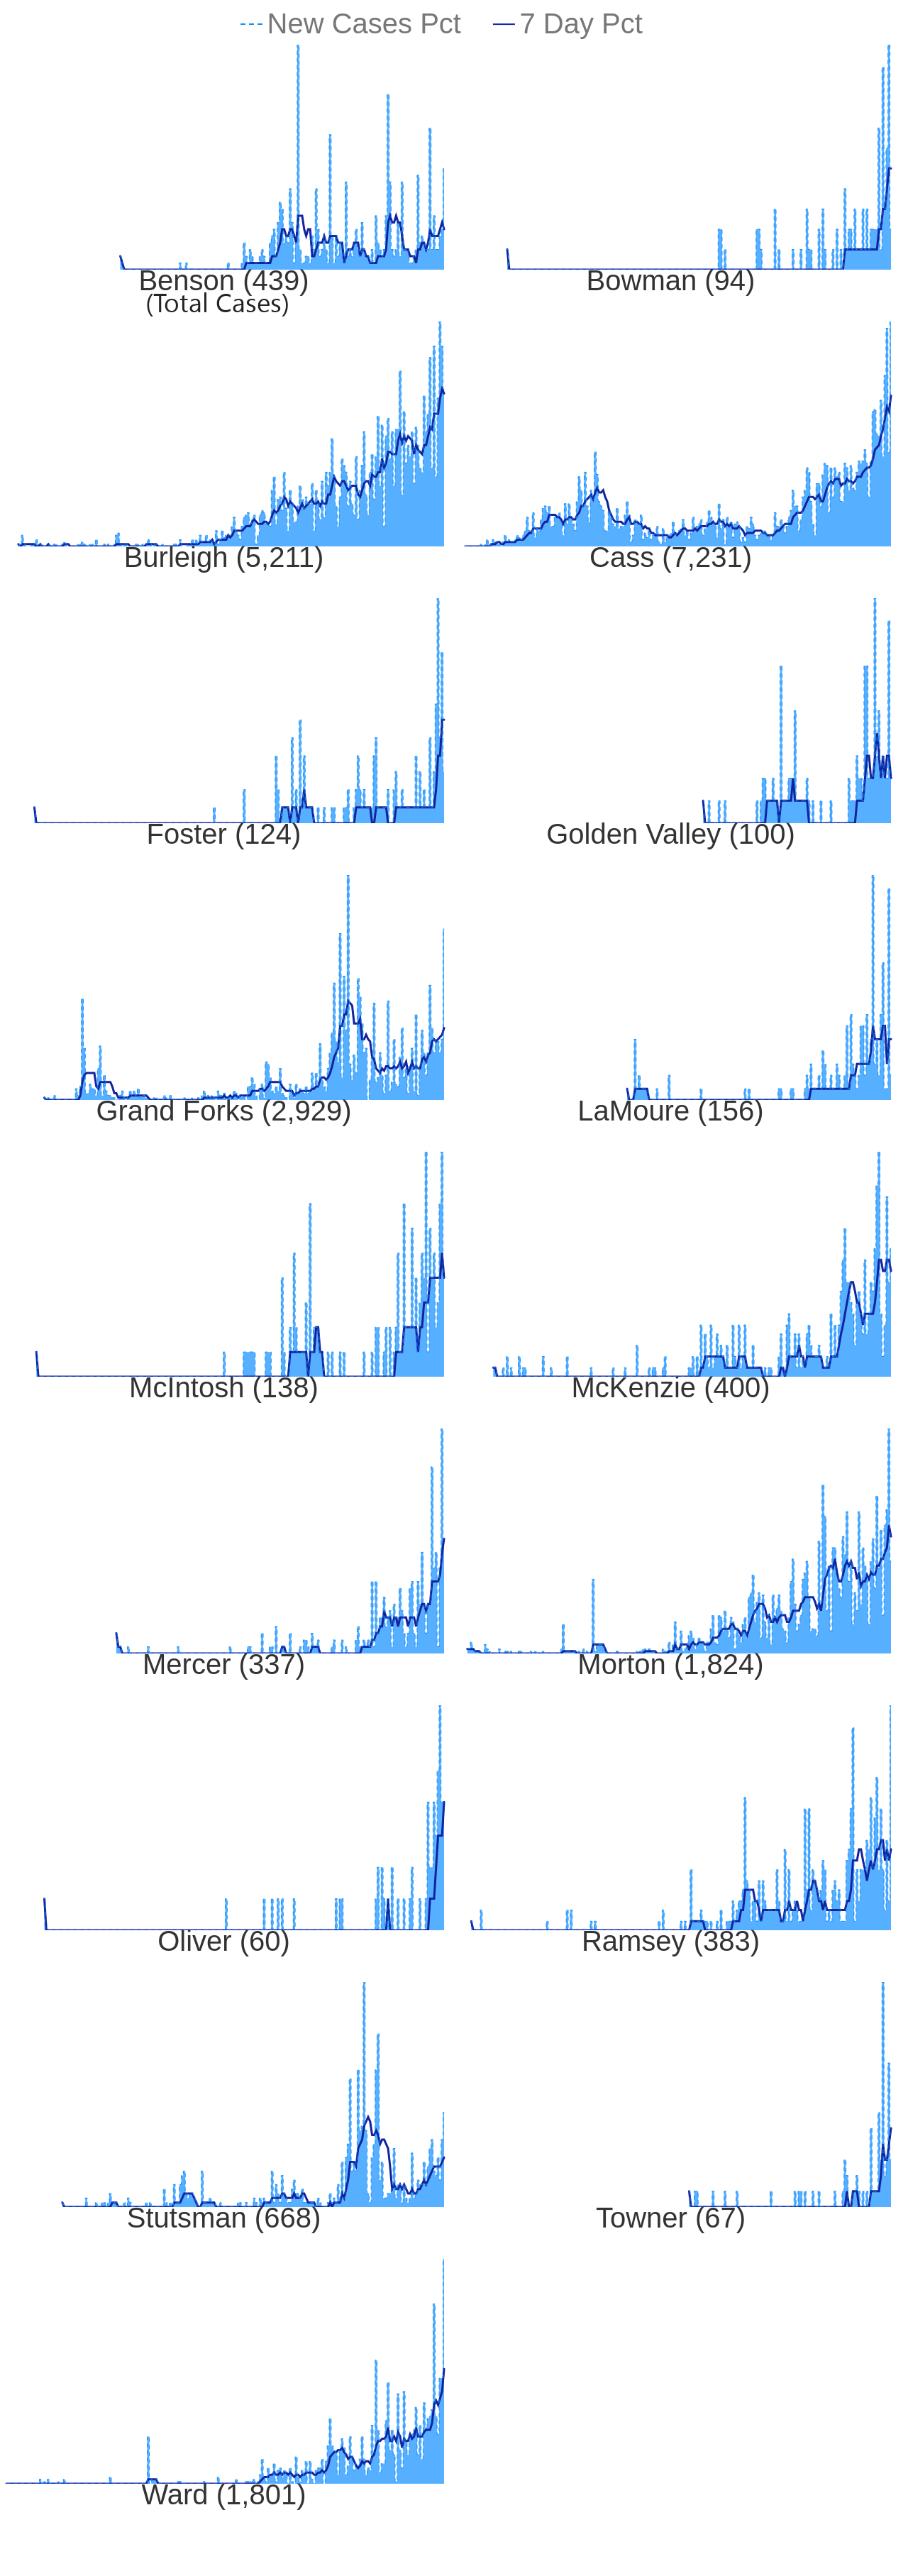 New Cases Pct 7 Day Pct
Benson (439) Bowman (94)
(Total Cases)
Burleigh (5,211) Cass (7,231)
Foster (124) Golden Valley (100)
Grand Forks (2,929) LaMoure (156)
McIntosh (138) McKenzie (400)
Mercer (337) Morton (1,824)
Oliver (60) Ramsey (383)
Stutsman (668) Towner (67)
Ward (1,801)